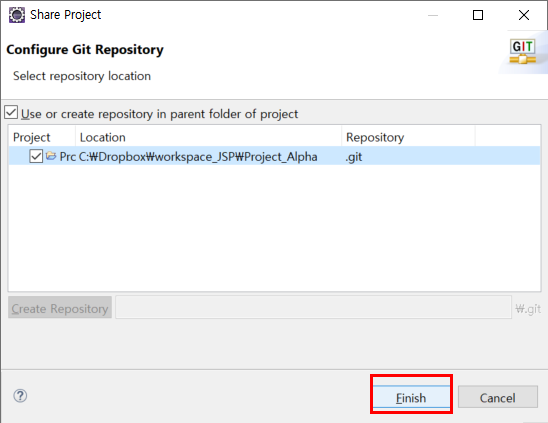 Share Project
Configure Git Repository
GIT
Select repository location
Use or create repository in parent folder of project
Project Location Repository
Prc C:₩Dropbox₩workspace_JSP₩Project_Alpha .git
Create Repository ₩.git
? Finish Cancel